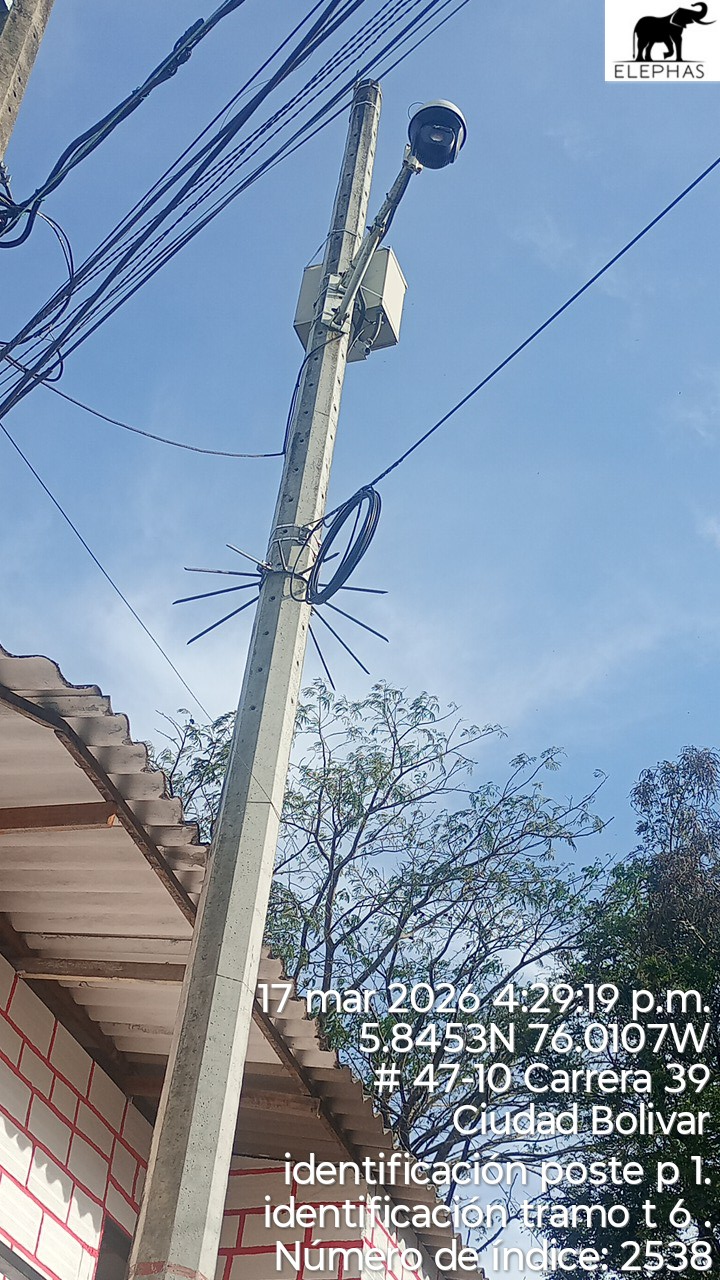 ELEPHAS
17 mar 2026 4:29:19 p.m.
5.8453N 76.0107W
# 47-10 Carrera 39
Ciudad Bolivar
identificación poste p 1.
identificación tramo t 6 .
Número de índice: 2538